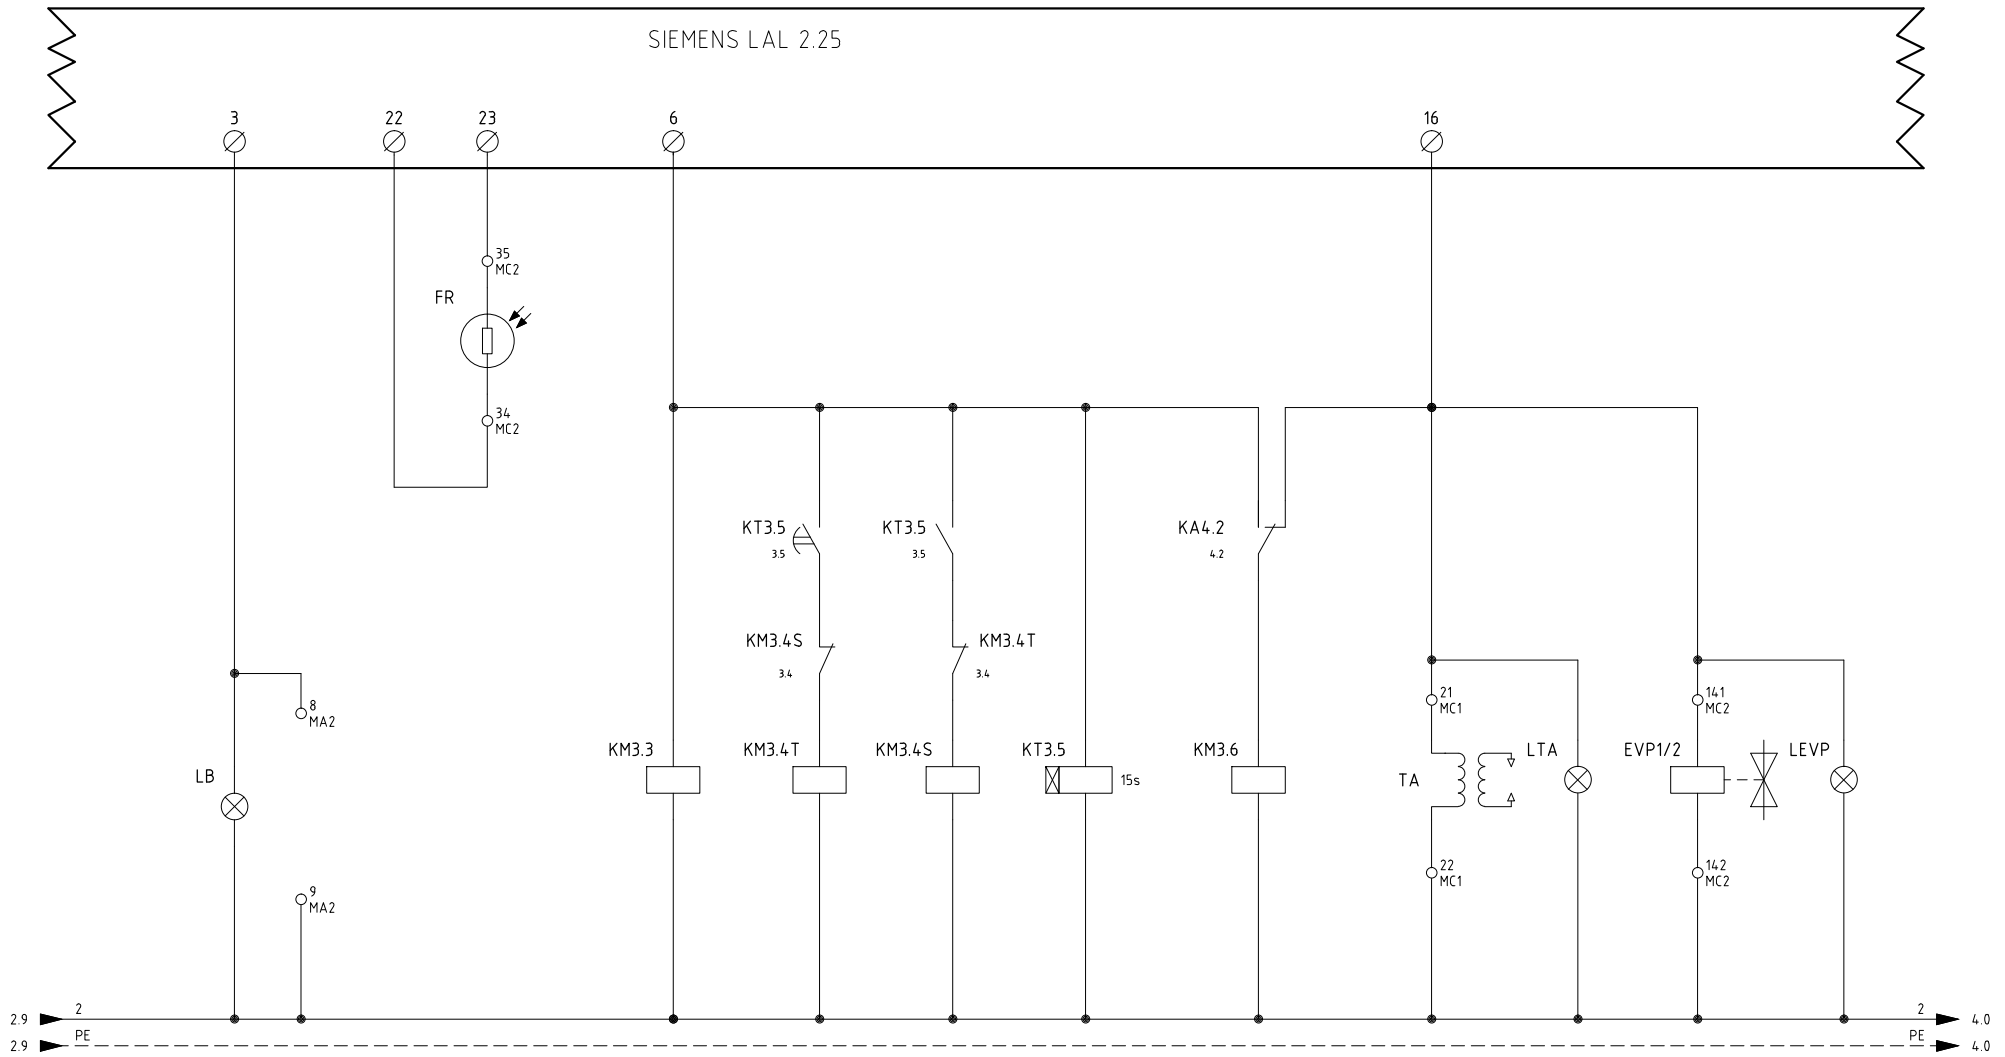 SIEMENS LAL 2.25
3
22
23
6
16
35
MC2
FR
34
MC2
KT3.5
3.5
KT3.5
3.5
KA4.2
4.2
KM3.4S
3.4
KM3.4T
3.4
8
MA2
21
MC1
141
MC2
LB
KM3.3
KM3.4T
KM3.4S
KT3.5
15s
KM3.6
TA
LTA
EVP1/2
LEVP
9
MA2
22
MC1
142
MC2
2.9
2
2
4.0
2.9
PE
PE
4.0